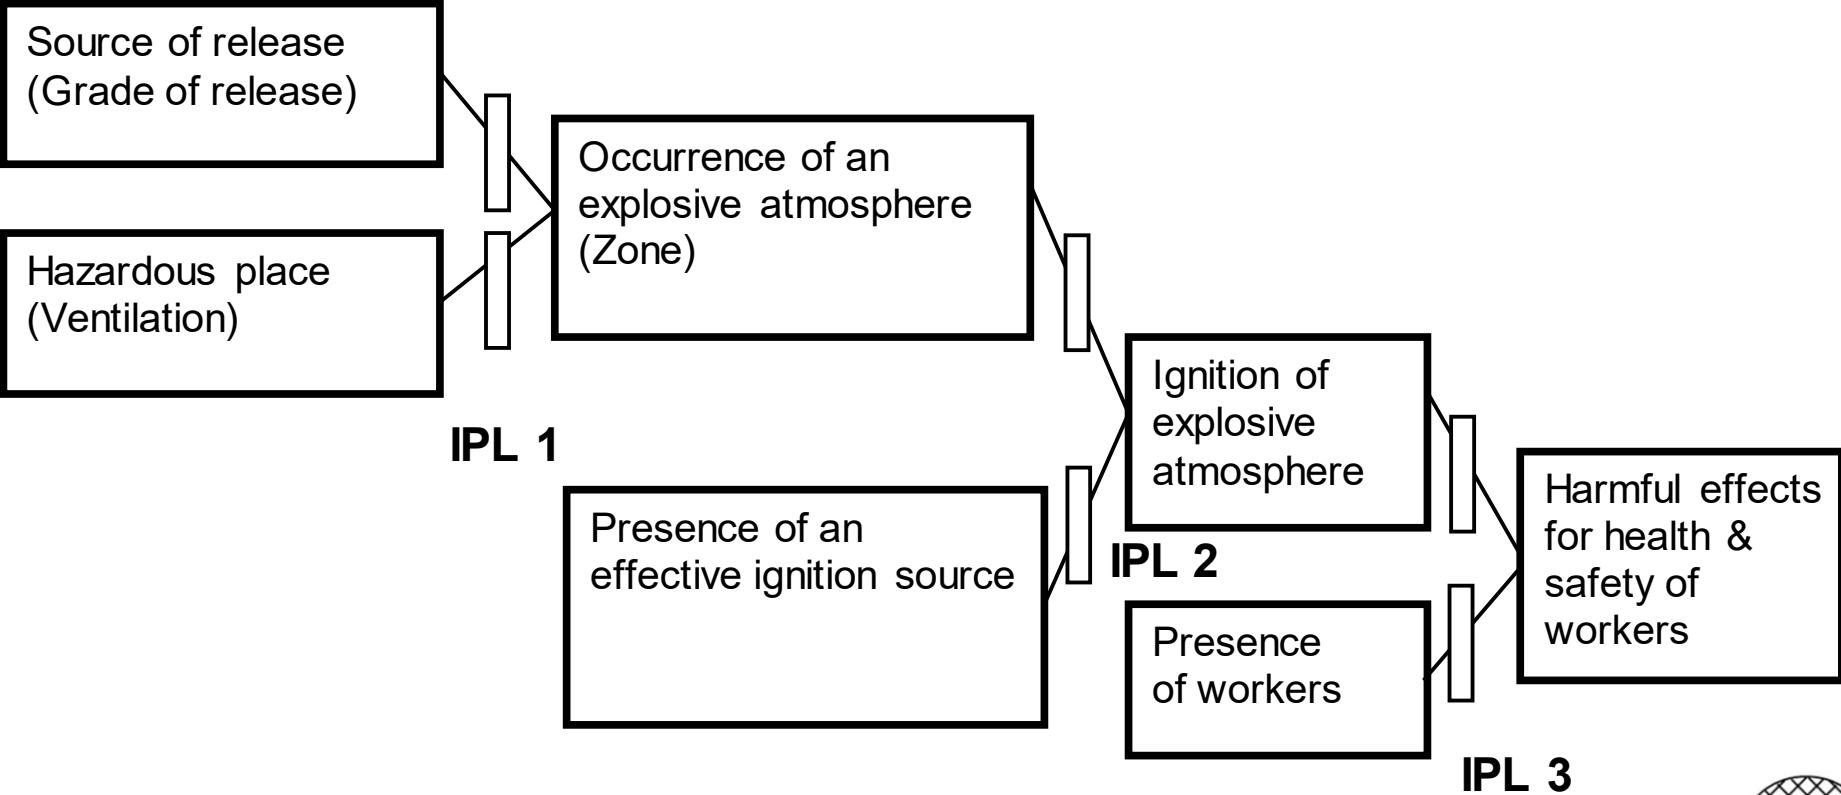 Source of release
(Grade of release)
Hazardous place
(Ventilation)
IPL 1
Occurrence of an
explosive atmosphere
(Zone)
Presence of an
effective ignition source
Ignition of
explosive
atmosphere
IPL 2
Presence
of workers
IPL 3
Harmful effects
for health &
safety of
workers